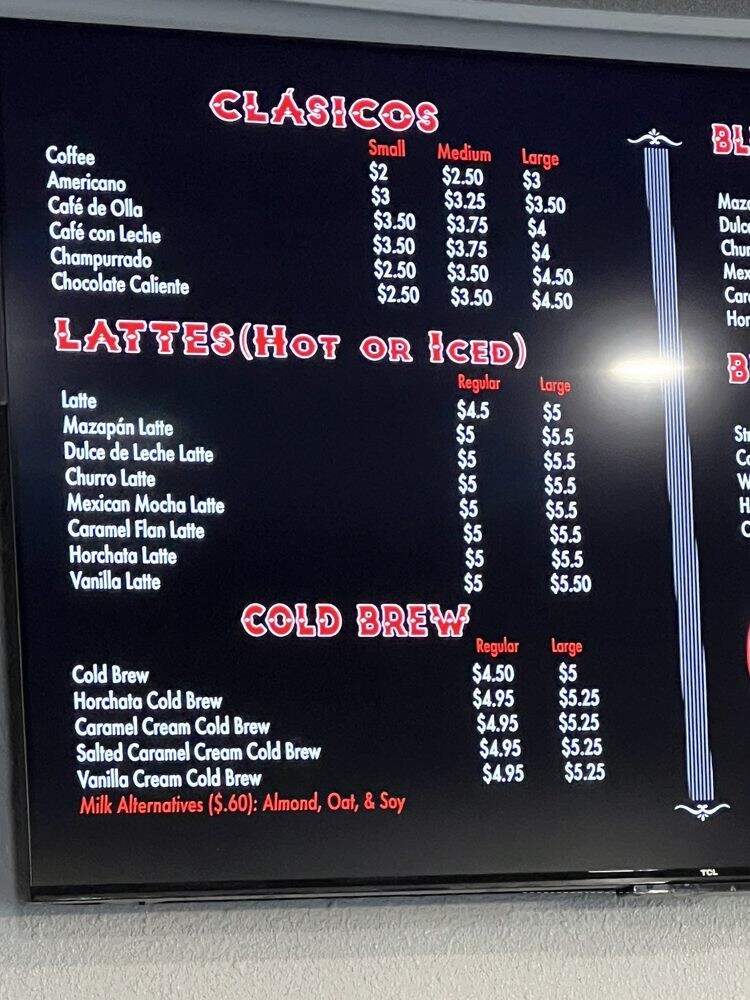 CLÁSICOS
Small Medium Large
Coffee $2 $2.50 $3
Americano $3 $3.25 $3.50
Café de Olla $3.50 $3.75 $4
Café con Leche $3.50 $3.75 $4
Champurrado $2.50 $3.50 $4.50
Chocolate Caliente $2.50 $3.50 $4.50
LATTES(HOT OR ICED)
Regular Large
Latte $4.5 $5
Mazapán Latte $5 $5.5
Dulce de Leche Latte $5 $5.5
Churro Latte $5 $5.5
Mexican Mocha Latte $5 $5.5
Caramel Flan Latte $5 $5.5
Horchata Latte $5 $5.5
Vanilla Latte $5 $5.50
COLD BREW
Regular Large
Cold Brew $4.50 $5
Horchata Cold Brew $4.95 $5.25
Caramel Cream Cold Brew $4.95 $5.25
Salted Caramel Cream Cold Brew $4.95 $5.25
Vanilla Cream Cold Brew $4.95 $5.25
Milk Alternatives ($.60): Almond, Oat, & Soy
TCL